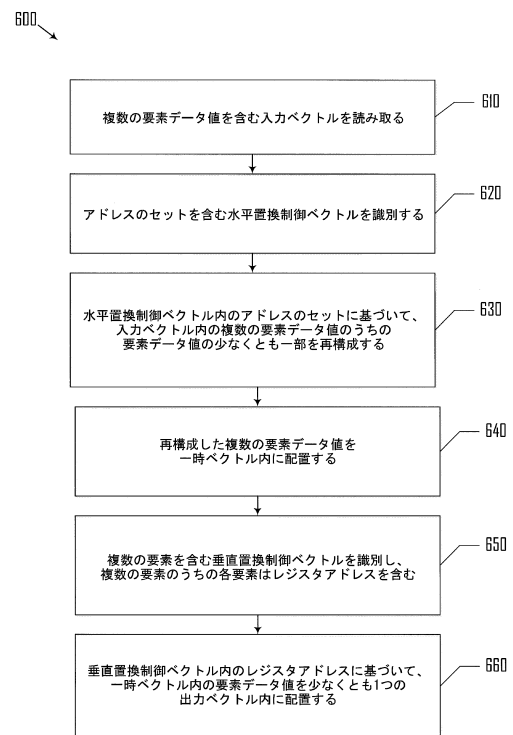 600
複数の要素データ値を含む入力ベクトルを読み取る
610
アドレスのセットを含む水平置換制御ベクトルを識別する
620
水平置換制御ベクトル内のアドレスのセットに基づいて、
入力ベクトル内の複数の要素データ値のうちの
要素データ値の少なくとも一部を再構成する
630
再構成した複数の要素データ値を
一時ベクトル内に配置する
640
複数の要素を含む垂直置換制御ベクトルを識別し、
複数の要素のうちの各要素はレジスタアドレスを含む
650
垂直置換制御ベクトル内のレジスタアドレスに基づいて、
一時ベクトル内の要素データ値を少なくとも1つの
出力ベクトル内に配置する
660